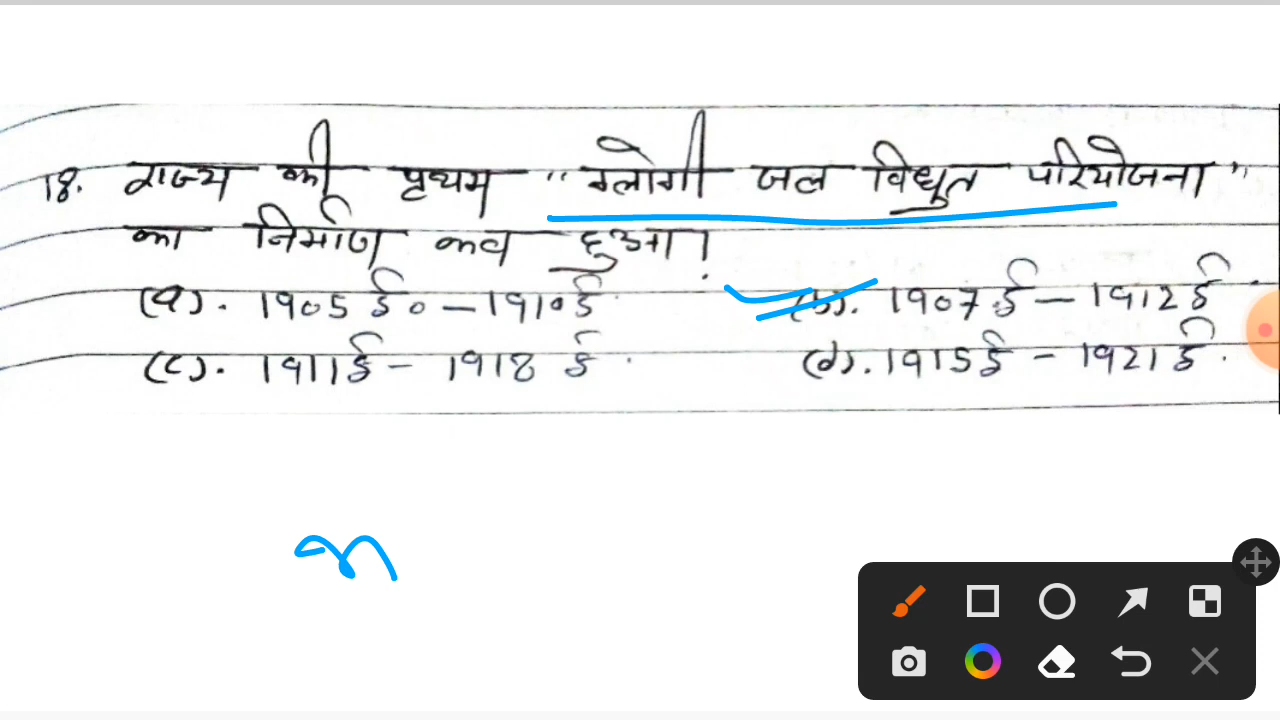 18. राज्य की प्रथम "ग्लोगी जल विधुत परियोजना"
का निर्माण कब हुआ?
(a). 1905 ई० – 1910 ई.
(b). 1907 ई – 1912 ई.
(c). 1911 ई – 1918 ई.
(d). 1915 ई – 1921 ई.